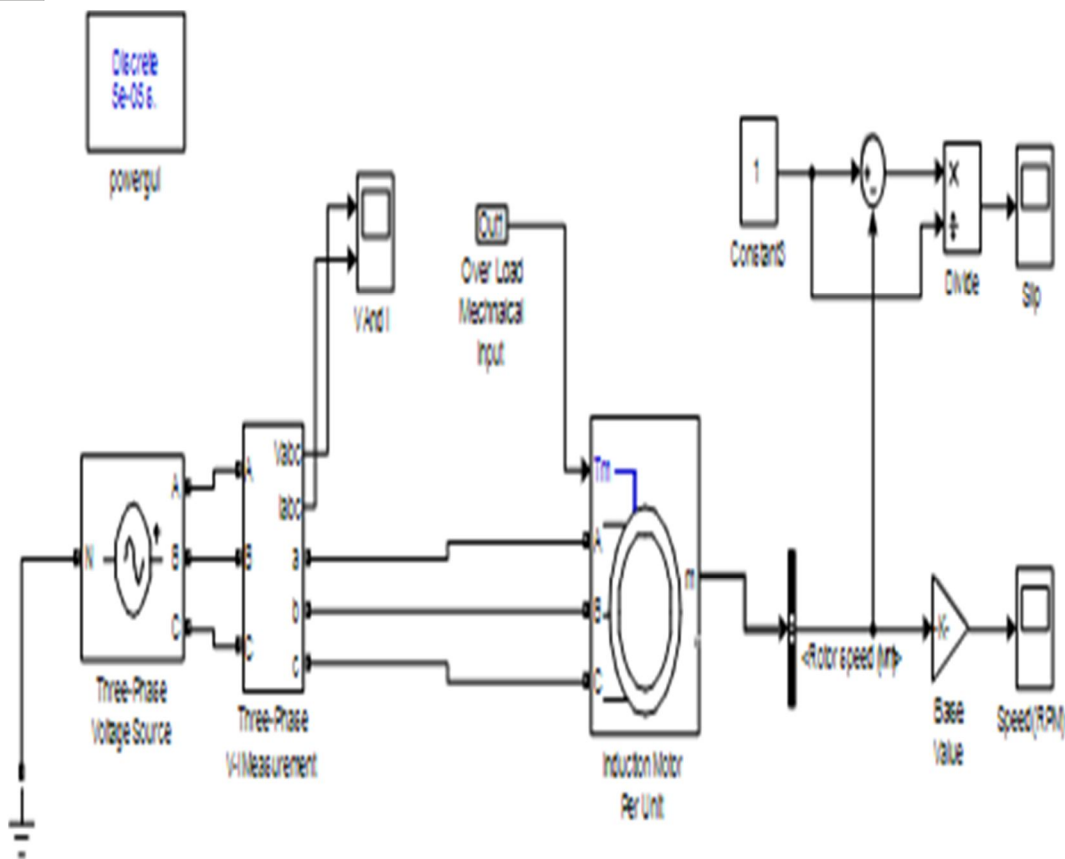 Discrete
5e-05 s.
powergui
1
Constant3
Divide
Slip
Out1
Over Load
Mechnaical
Input
V And I
Vabc
Iabc
A
B
C
a
b
c
N
A
B
C
Three-Phase
Voltage Source
Three-Phase
V-I Measurement
Tm
A
B
C
m
Induction Motor
Per Unit
<Rotor speed (wm)>
-K-
Base
Value
Speed(RPM)